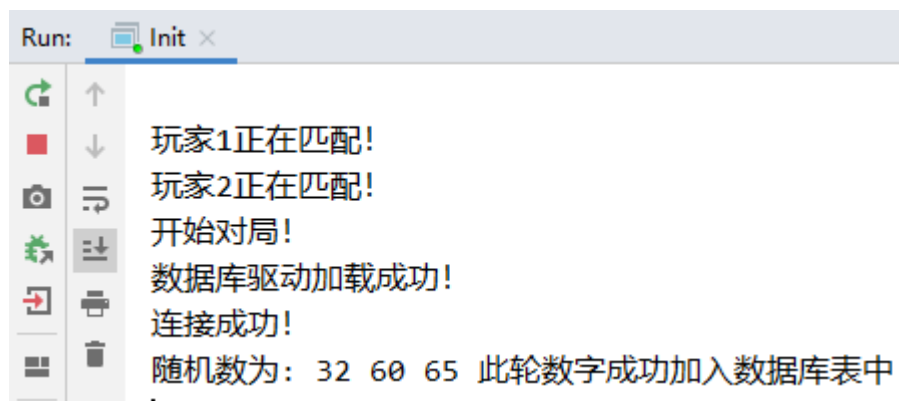 Run: Init
玩家1正在匹配!
玩家2正在匹配!
开始对局!
数据库驱动加载成功!
连接成功!
随机数为: 32 60 65 此轮数字成功加入数据库表中